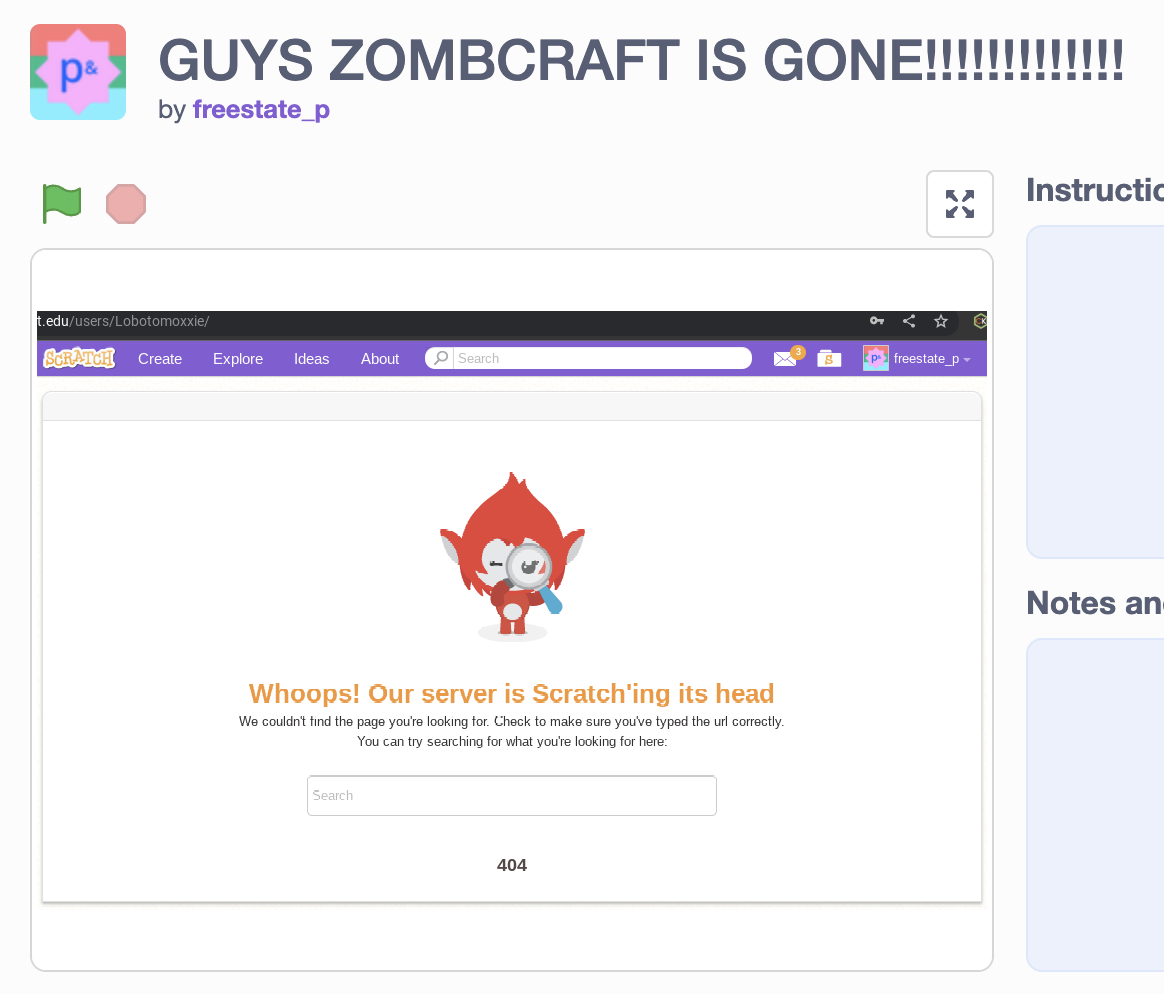 p&
GUYS ZOMBCRAFT IS GONE!!!!!!!!!!!!!
by freestate_p
Instructio
t.edu/users/Lobotomoxxie/
SCRATCH Create Explore Ideas About Search 3 S p& freestate_p
Whoops! Our server is Scratch'ing its head
We couldn't find the page you're looking for. Check to make sure you've typed the url correctly.
You can try searching for what you're looking for here:
Search
404
Notes an